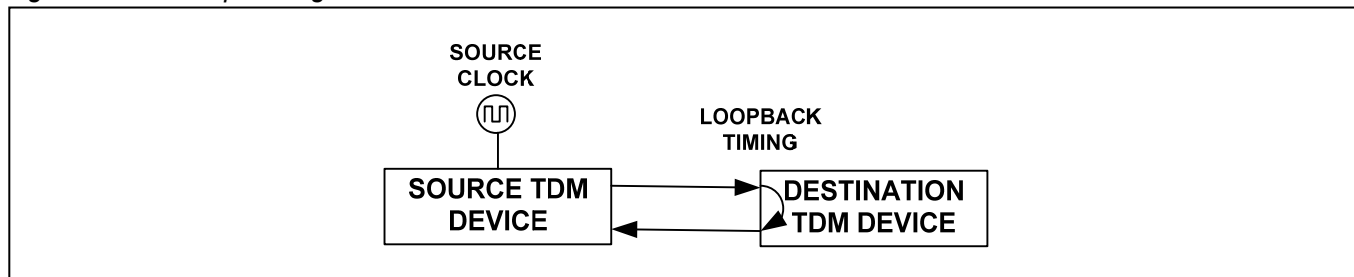 SOURCE
CLOCK
LOOPBACK
TIMING
SOURCE TDM
DEVICE
DESTINATION
TDM DEVICE